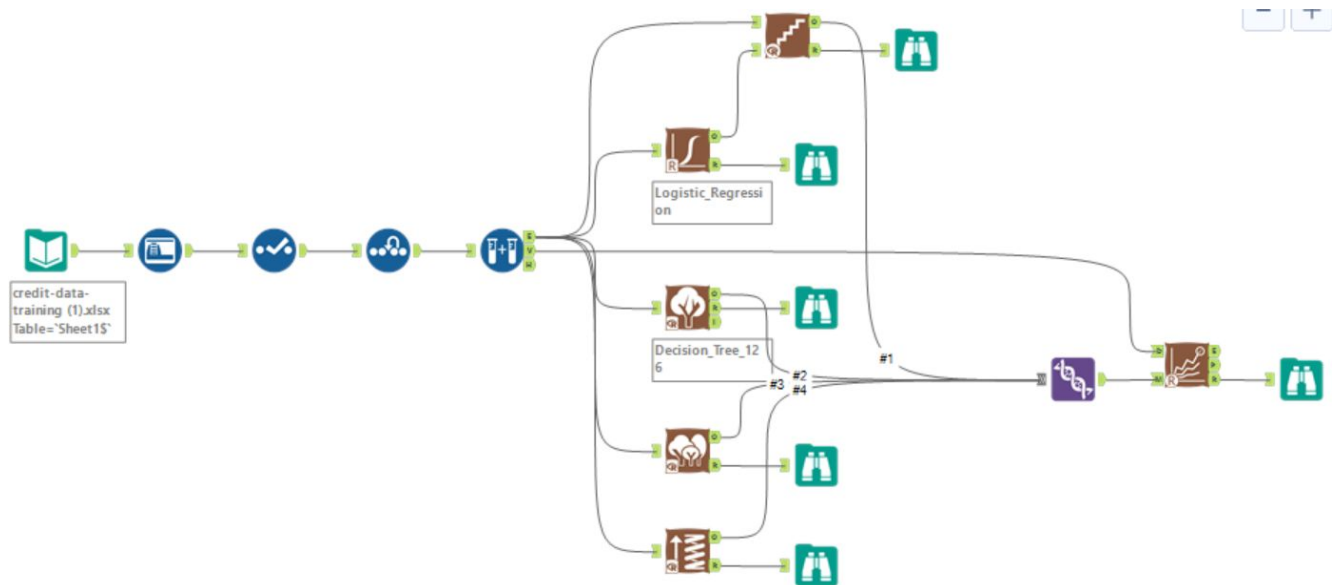 credit-data-
training (1).xlsx
Table=`Sheet1$`
E
V
H
O
R
R
O
R
Logistic_Regressi
on
O
R
I
Decision_Tree_12
6
#1
#2
#3
#4
O
R
O
R
D
M
R
E
P
R